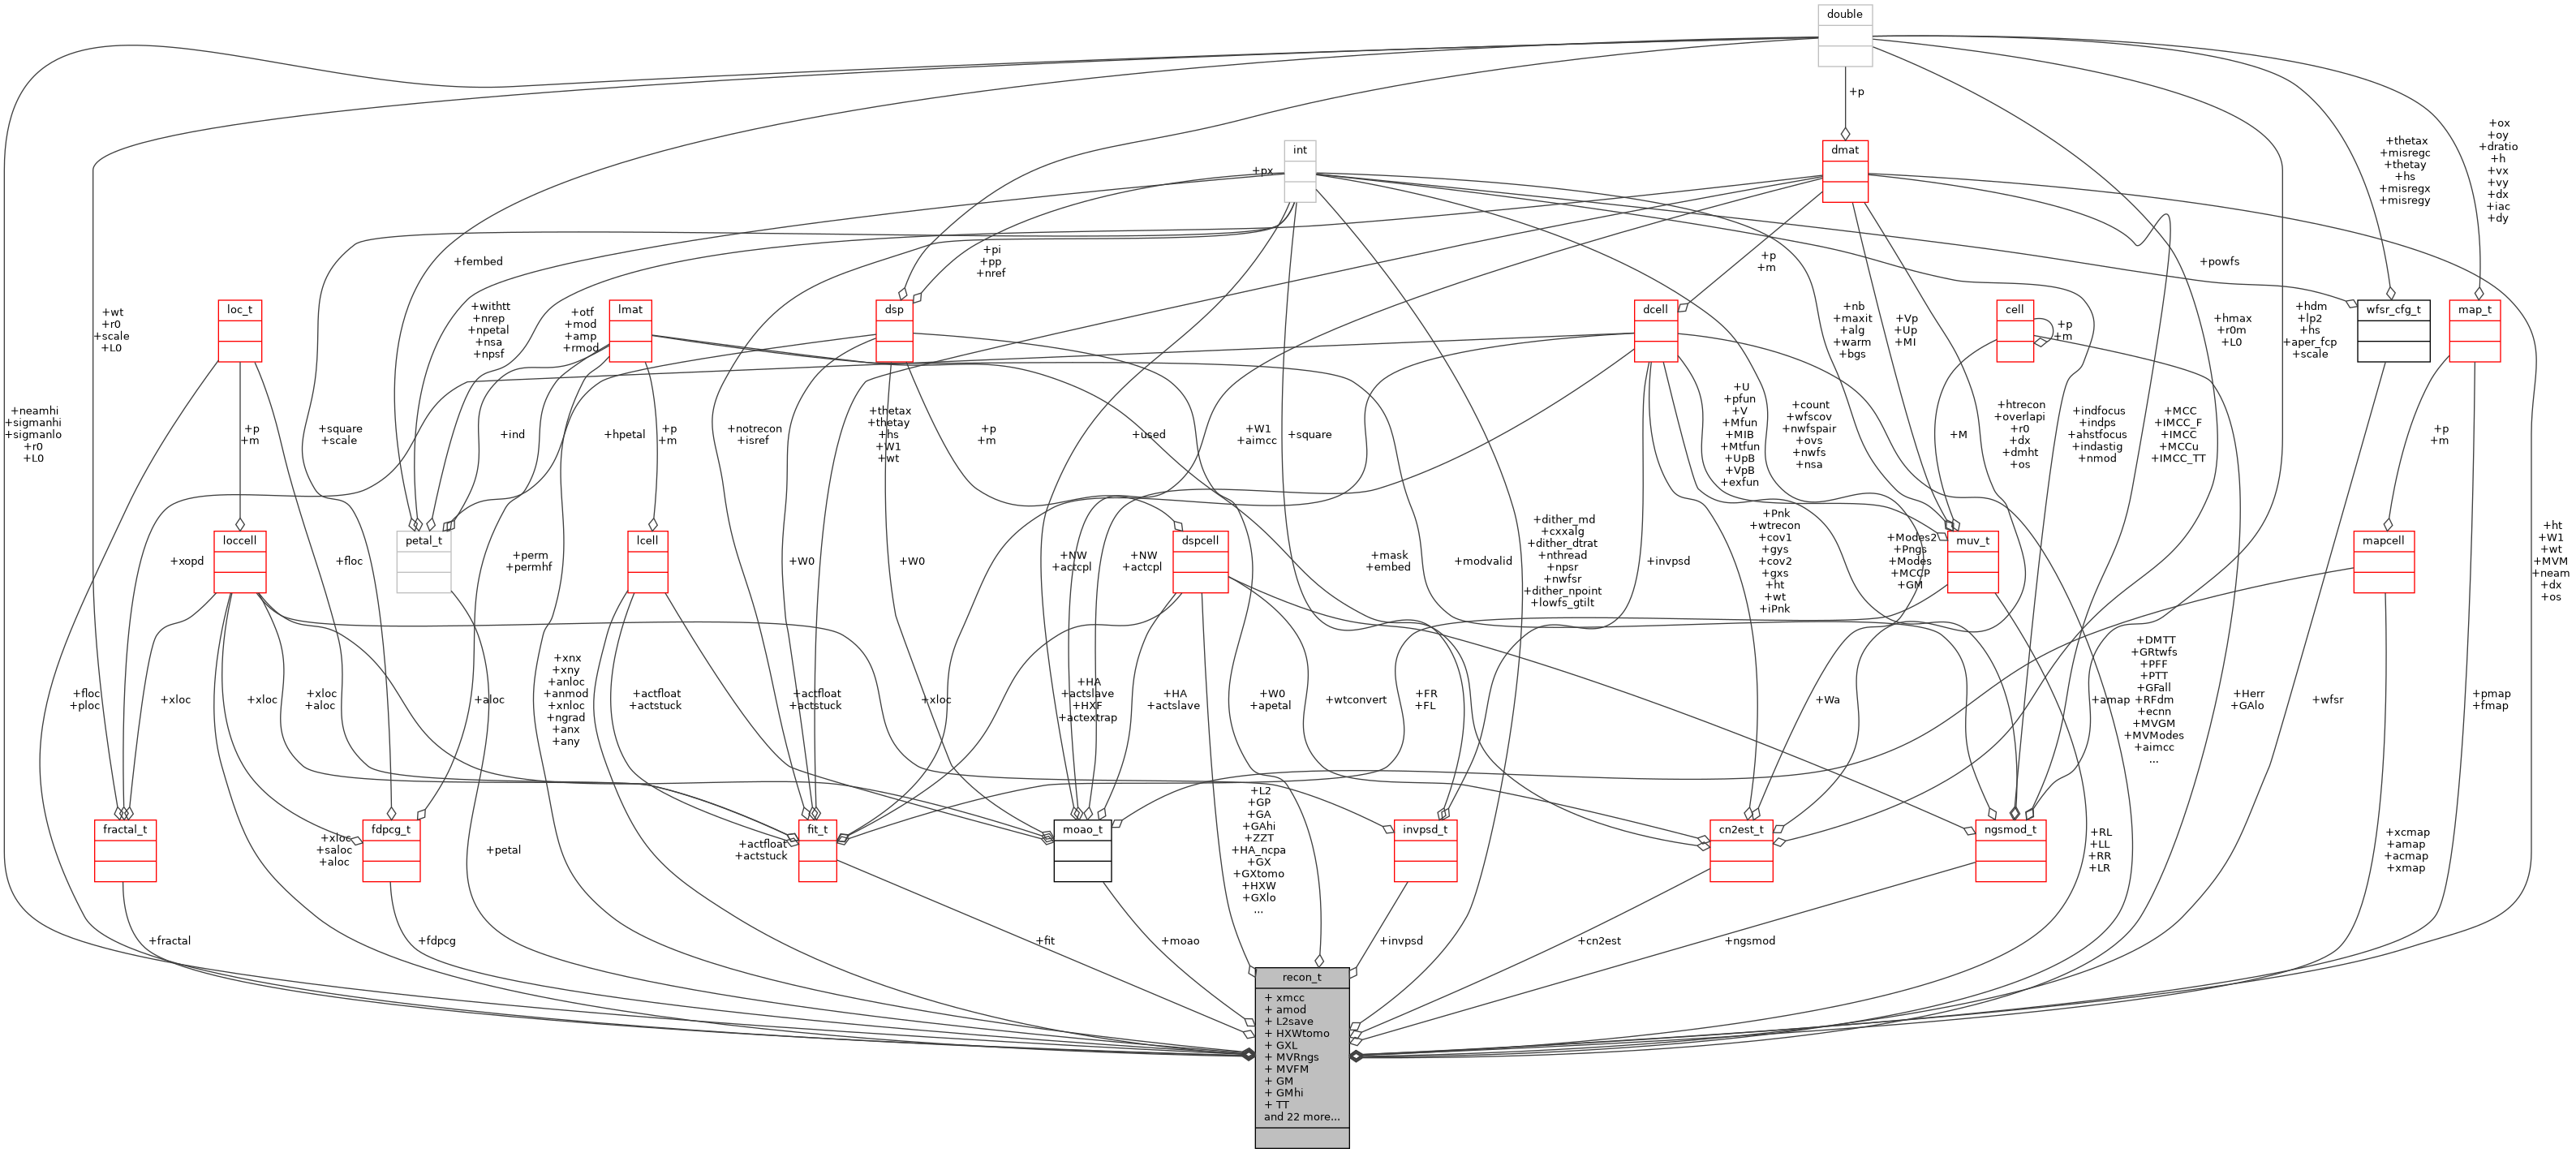 double
+p
+ox
+oy
+dratio
+h
+vx
+vy
+dx
+iac
+dy
+thetax
+misregc
+thetay
+hs
+misregx
+misregy
int
dmat
+px
+fembed
+pi
+pp
+nref
+p
+m
+powfs
loc_t
lmat
dsp
dcell
cell
wfsr_cfg_t
map_t
+wt
+r0
+scale
+L0
+withtt
+nrep
+npetal
+nsa
+npsf
+otf
+mod
+amp
+rmod
+nb
+maxit
+alg
+warm
+bgs
+Vp
+Up
+MI
+p
+m
+hmax
+r0m
+L0
+hdm
+lp2
+hs
+aper_fcp
+scale
+neamhi
+sigmanhi
+sigmanlo
+r0
+L0
+p
+m
+square
+scale
+ind
+hpetal
+p
+m
+notrecon
+isref
+thetax
+thetay
+hs
+W1
+wt
+p
+m
+used
+W1
+aimcc
+square
+U
+pfun
+V
+Mfun
+MIB
+Mtfun
+UpB
+VpB
+exfun
+count
+wfscov
+nwfspair
+ovs
+nwfs
+nsa
+M
+htrecon
+overlapi
+r0
+dx
+dmht
+os
+indfocus
+indps
+ahstfocus
+indastig
+nmod
+MCC
+IMCC_F
+IMCC
+MCCu
+IMCC_TT
+p
+m
+xopd
loccell
+floc
petal_t
+perm
+permhf
lcell
+W0
+W0
+NW
+actcpl
+NW
+actcpl
dspcell
+mask
+embed
+modvalid
+dither_md
+cxxalg
+dither_dtrat
+nthread
+npsr
+nwfsr
+dither_npoint
+lowfs_gtilt
+invpsd
+Pnk
+wtrecon
+cov1
+gys
+cov2
+gxs
+ht
+wt
+iPnk
+Modes2
+Pngs
+Modes
+MCCP
+GM
muv_t
mapcell
+ht
+W1
+wt
+MVM
+neam
+dx
+os
+floc
+ploc
+xloc
+xloc
+xloc
+aloc
+aloc
+xnx
+xny
+anloc
+anmod
+xnloc
+ngrad
+anx
+any
+actfloat
+actstuck
+actfloat
+actstuck
+xloc
+HA
+actslave
+HXF
+actextrap
+HA
+actslave
+W0
+apetal
+wtconvert
+FR
+FL
+Wa
+amap
+DMTT
+GRtwfs
+PFF
+PTT
+GFall
+RFdm
+ecnn
+MVGM
+MVModes
+aimcc
...
+Herr
+GAlo
+wfsr
+pmap
+fmap
fractal_t
+xloc
+saloc
+aloc
fdpcg_t
+petal
+actfloat
+actstuck
fit_t
moao_t
+L2
+GP
+GA
+GAhi
+ZZT
+HA_ncpa
+GX
+GXtomo
+HXW
+GXlo
...
invpsd_t
cn2est_t
ngsmod_t
+RL
+LL
+RR
+LR
+xcmap
+amap
+acmap
+xmap
+fractal
+fdpcg
+fit
+moao
+invpsd
+cn2est
+ngsmod
recon_t
+ xmcc
+ amod
+ L2save
+ HXWtomo
+ GXL
+ MVRngs
+ MVFM
+ GM
+ GMhi
+ TT
and 22 more...